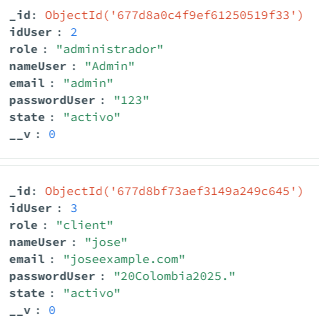 _id: ObjectId('677d8a0c4f9ef61250519f33')
idUser : 2
role : "administrador"
nameUser : "Admin"
email : "admin"
passwordUser : "123"
state : "activo"
__v : 0
_id: ObjectId('677d8bf73aef3149a249c645')
idUser : 3
role : "client"
nameUser : "jose"
email : "joseexample.com"
passwordUser : "20Colombia2025."
state : "activo"
__v : 0